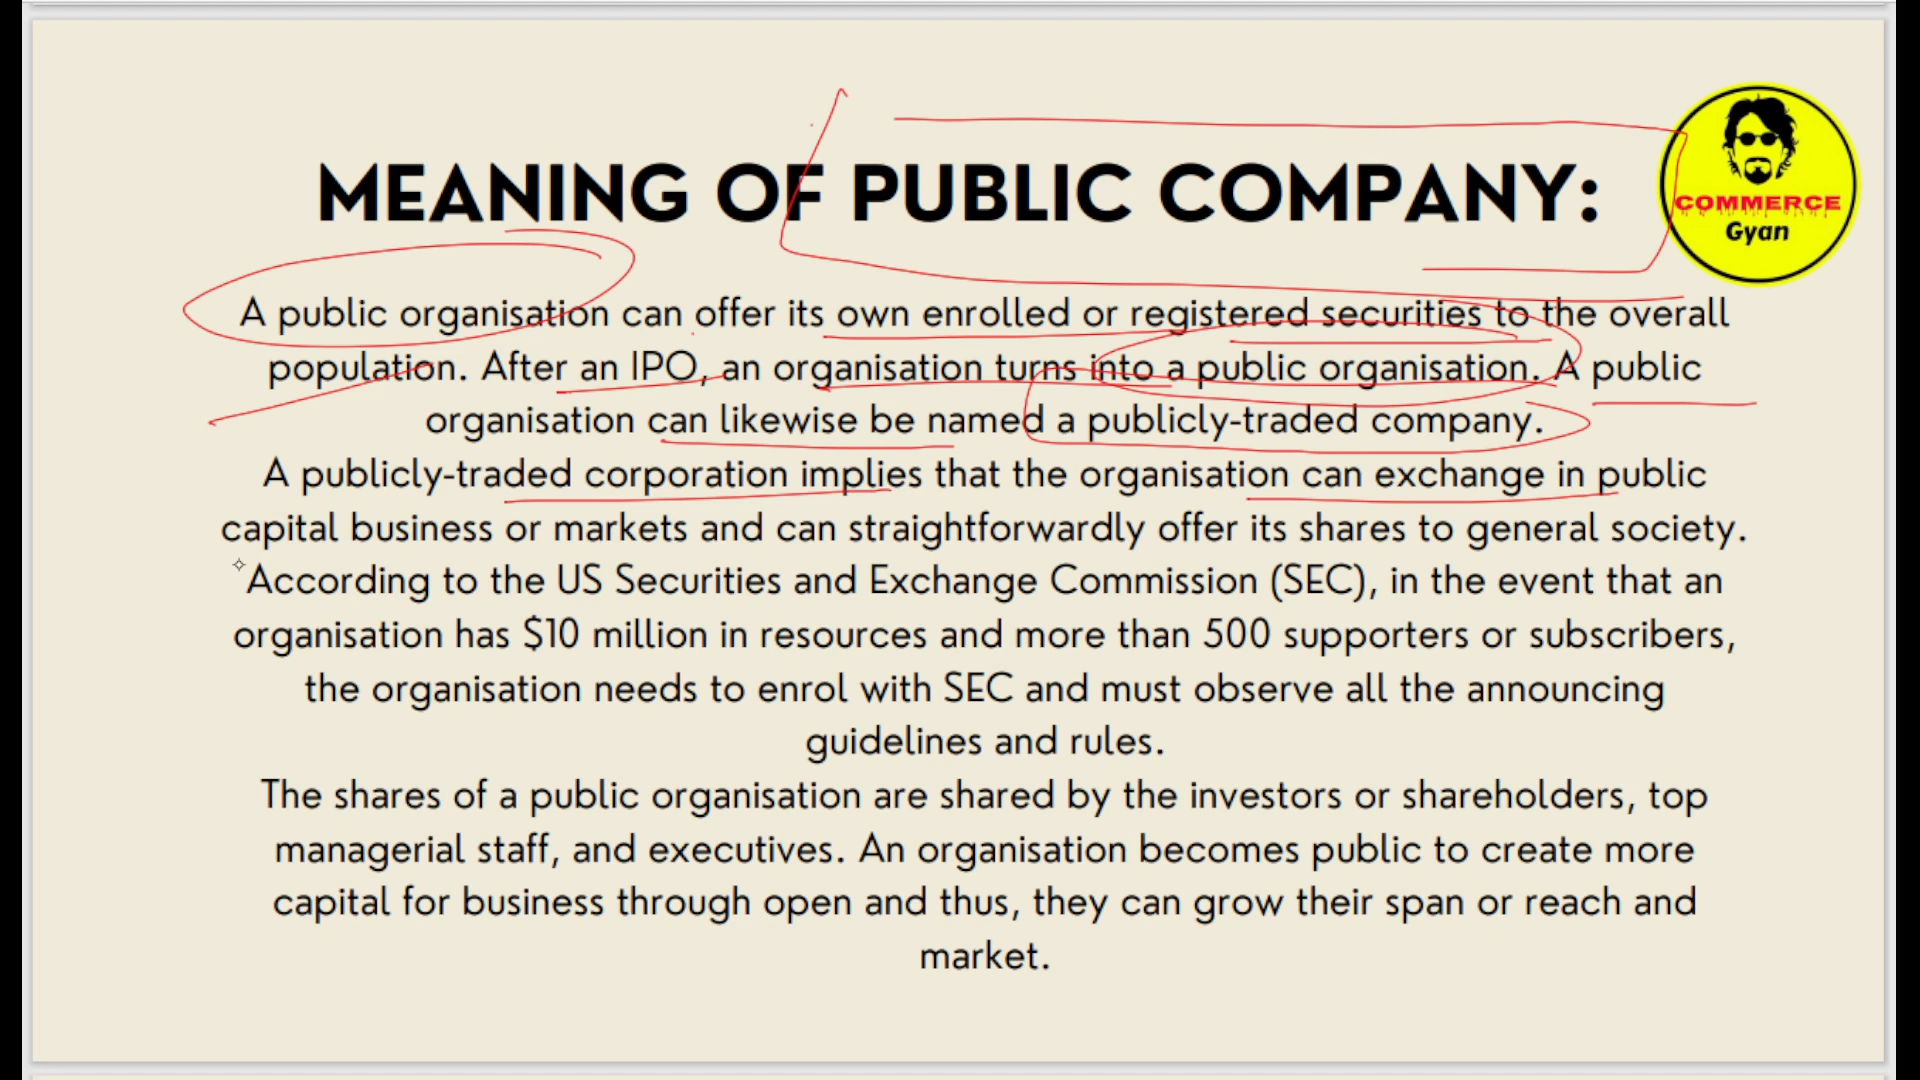 MEANING OF PUBLIC COMPANY:
COMMERCE
Gyan
A public organisation can offer its own enrolled or registered securities to the overall
population. After an IPO, an organisation turns into a public organisation. A public
organisation can likewise be named a publicly-traded company.
A publicly-traded corporation implies that the organisation can exchange in public
capital business or markets and can straightforwardly offer its shares to general society.
According to the US Securities and Exchange Commission (SEC), in the event that an
organisation has $10 million in resources and more than 500 supporters or subscribers,
the organisation needs to enrol with SEC and must observe all the announcing
guidelines and rules.
The shares of a public organisation are shared by the investors or shareholders, top
managerial staff, and executives. An organisation becomes public to create more
capital for business through open and thus, they can grow their span or reach and
market.